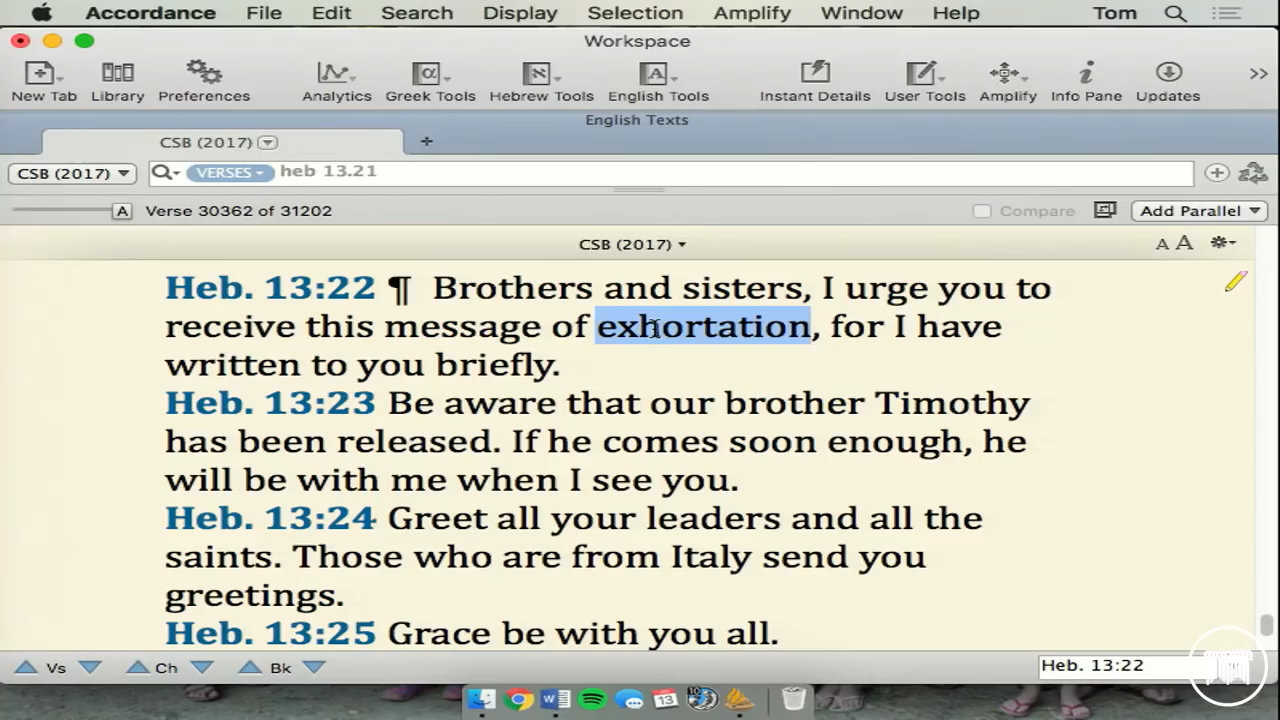 Accordance File Edit Search Display Selection Amplify Window Help Tom
Workspace
New Tab Library Preferences Analytics Greek Tools Hebrew Tools English Tools Instant Details User Tools Amplify Info Pane Updates
English Texts
CSB (2017)
CSB (2017) VERSES heb 13.21
A Verse 30362 of 31202 Compare Add Parallel
CSB (2017) A A
Heb. 13:22 ¶ Brothers and sisters, I urge you to
receive this message of exhortation, for I have
written to you briefly.
Heb. 13:23 Be aware that our brother Timothy
has been released. If he comes soon enough, he
will be with me when I see you.
Heb. 13:24 Greet all your leaders and all the
saints. Those who are from Italy send you
greetings.
Heb. 13:25 Grace be with you all.
Vs Ch Bk Heb. 13:22
13